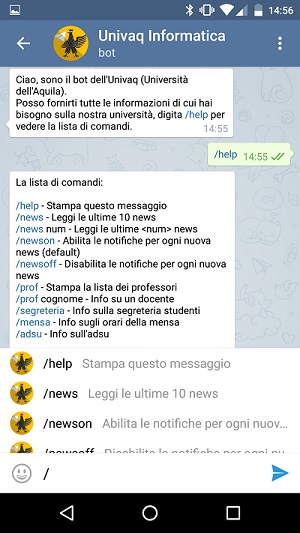 14:56
Univaq Informatica
bot
Ciao, sono il bot dell'Univaq (Università
dell'Aquila).
Posso fornirti tutte le informazioni di cui hai
bisogno sulla nostra università, digita /help per
vedere la lista di comandi.
14:55
/help 14:55
La lista di comandi:
/help - Stampa questo messaggio
/news - Leggi le ultime 10 news
/news num - Leggi le ultime <num> news
/newson - Abilita le notifiche per ogni nuova
news (default)
/newsoff - Disabilita le notifiche per ogni nuova
news
/prof - Stampa la lista dei professori
/prof cognome - Info su un docente
/segreteria - Info sulla segreteria studenti
/mensa - Info sugli orari della mensa
/adsu - Info sull'adsu
/help Stampa questo messaggio
/news Leggi le ultime 10 news
/newson Abilita le notifiche per ogni nuov...
/newsoff Disabilita le notifiche per ogni nu...
/